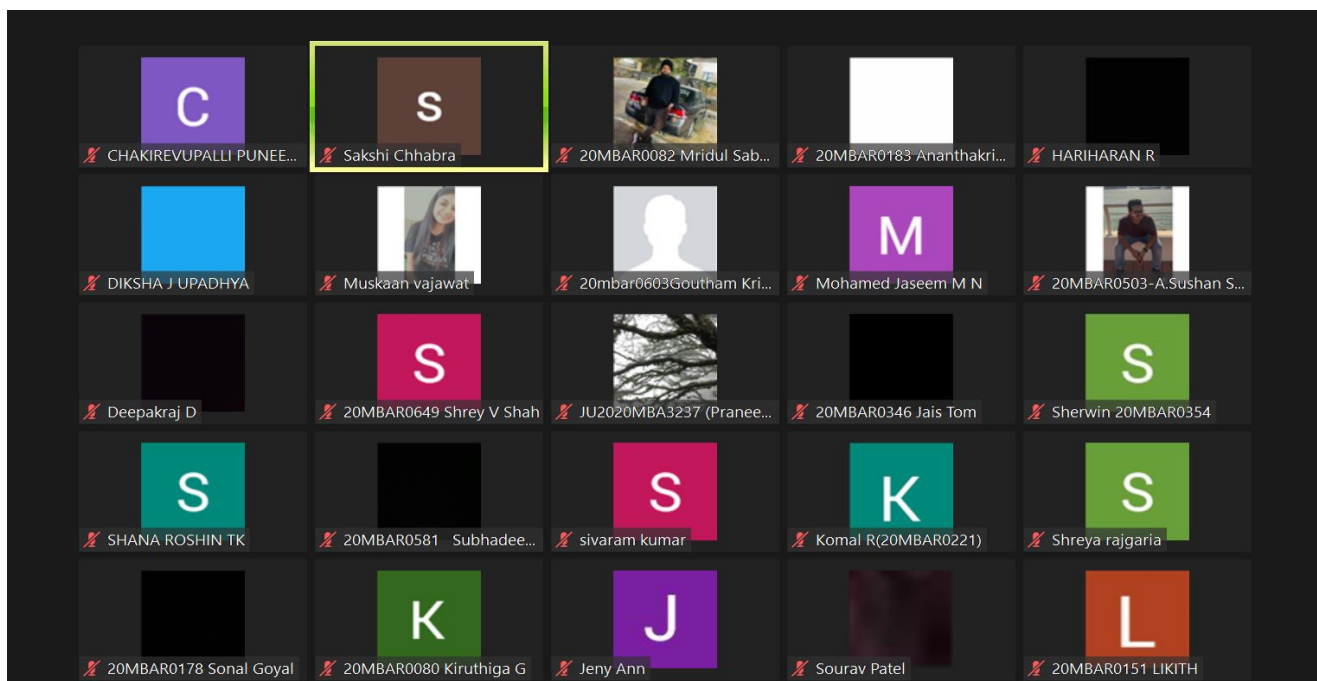 C
CHAKIREVUPALLI PUNEE...
s
Sakshi Chhabra
20MBAR0082 Mridul Sab...
20MBAR0183 Ananthakri...
HARIHARAN R
DIKSHA J UPADHYA
Muskaan vajawat
20mbar0603Goutham Kri...
M
Mohamed Jaseem M N
20MBAR0503-A.Sushan S...
Deepakraj D
S
20MBAR0649 Shrey V Shah
JU2020MBA3237 (Pranee...
20MBAR0346 Jais Tom
S
Sherwin 20MBAR0354
S
SHANA ROSHIN TK
20MBAR0581 Subhadee...
S
sivaram kumar
K
Komal R(20MBAR0221)
S
Shreya rajgaria
20MBAR0178 Sonal Goyal
K
20MBAR0080 Kiruthiga G
J
Jeny Ann
Sourav Patel
L
20MBAR0151 LIKITH